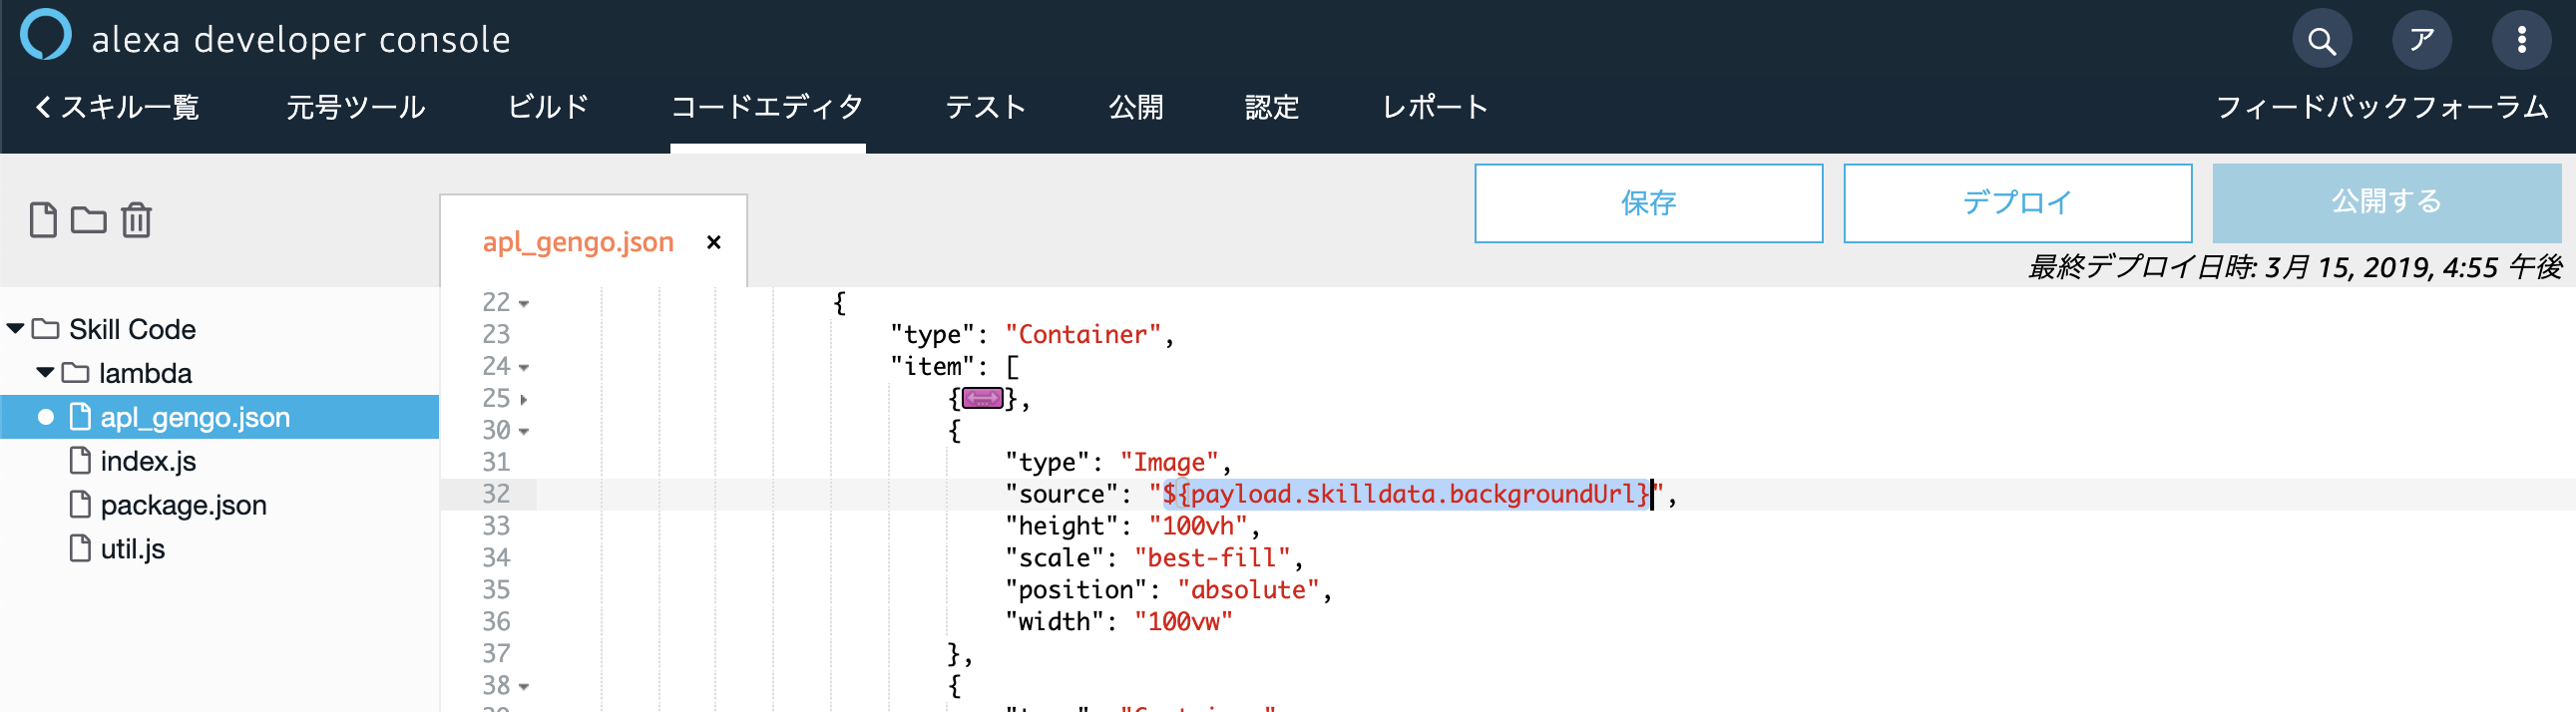 alexa developer console
ア
スキル一覧 元号ツール ビルド コードエディタ テスト 公開 認定 レポート フィードバックフォーラム
保存 デプロイ 公開する
apl_gengo.json ×
最終デプロイ日時: 3月 15, 2019, 4:55 午後
Skill Code
lambda
apl_gengo.json
index.js
package.json
util.js
22 {
23 "type": "Container",
24 "item": [
25 {},
30 {
31 "type": "Image",
32 "source": "${payload.skilldata.backgroundUrl}",
33 "height": "100vh",
34 "scale": "best-fill",
35 "position": "absolute",
36 "width": "100vw"
37 },
38 {